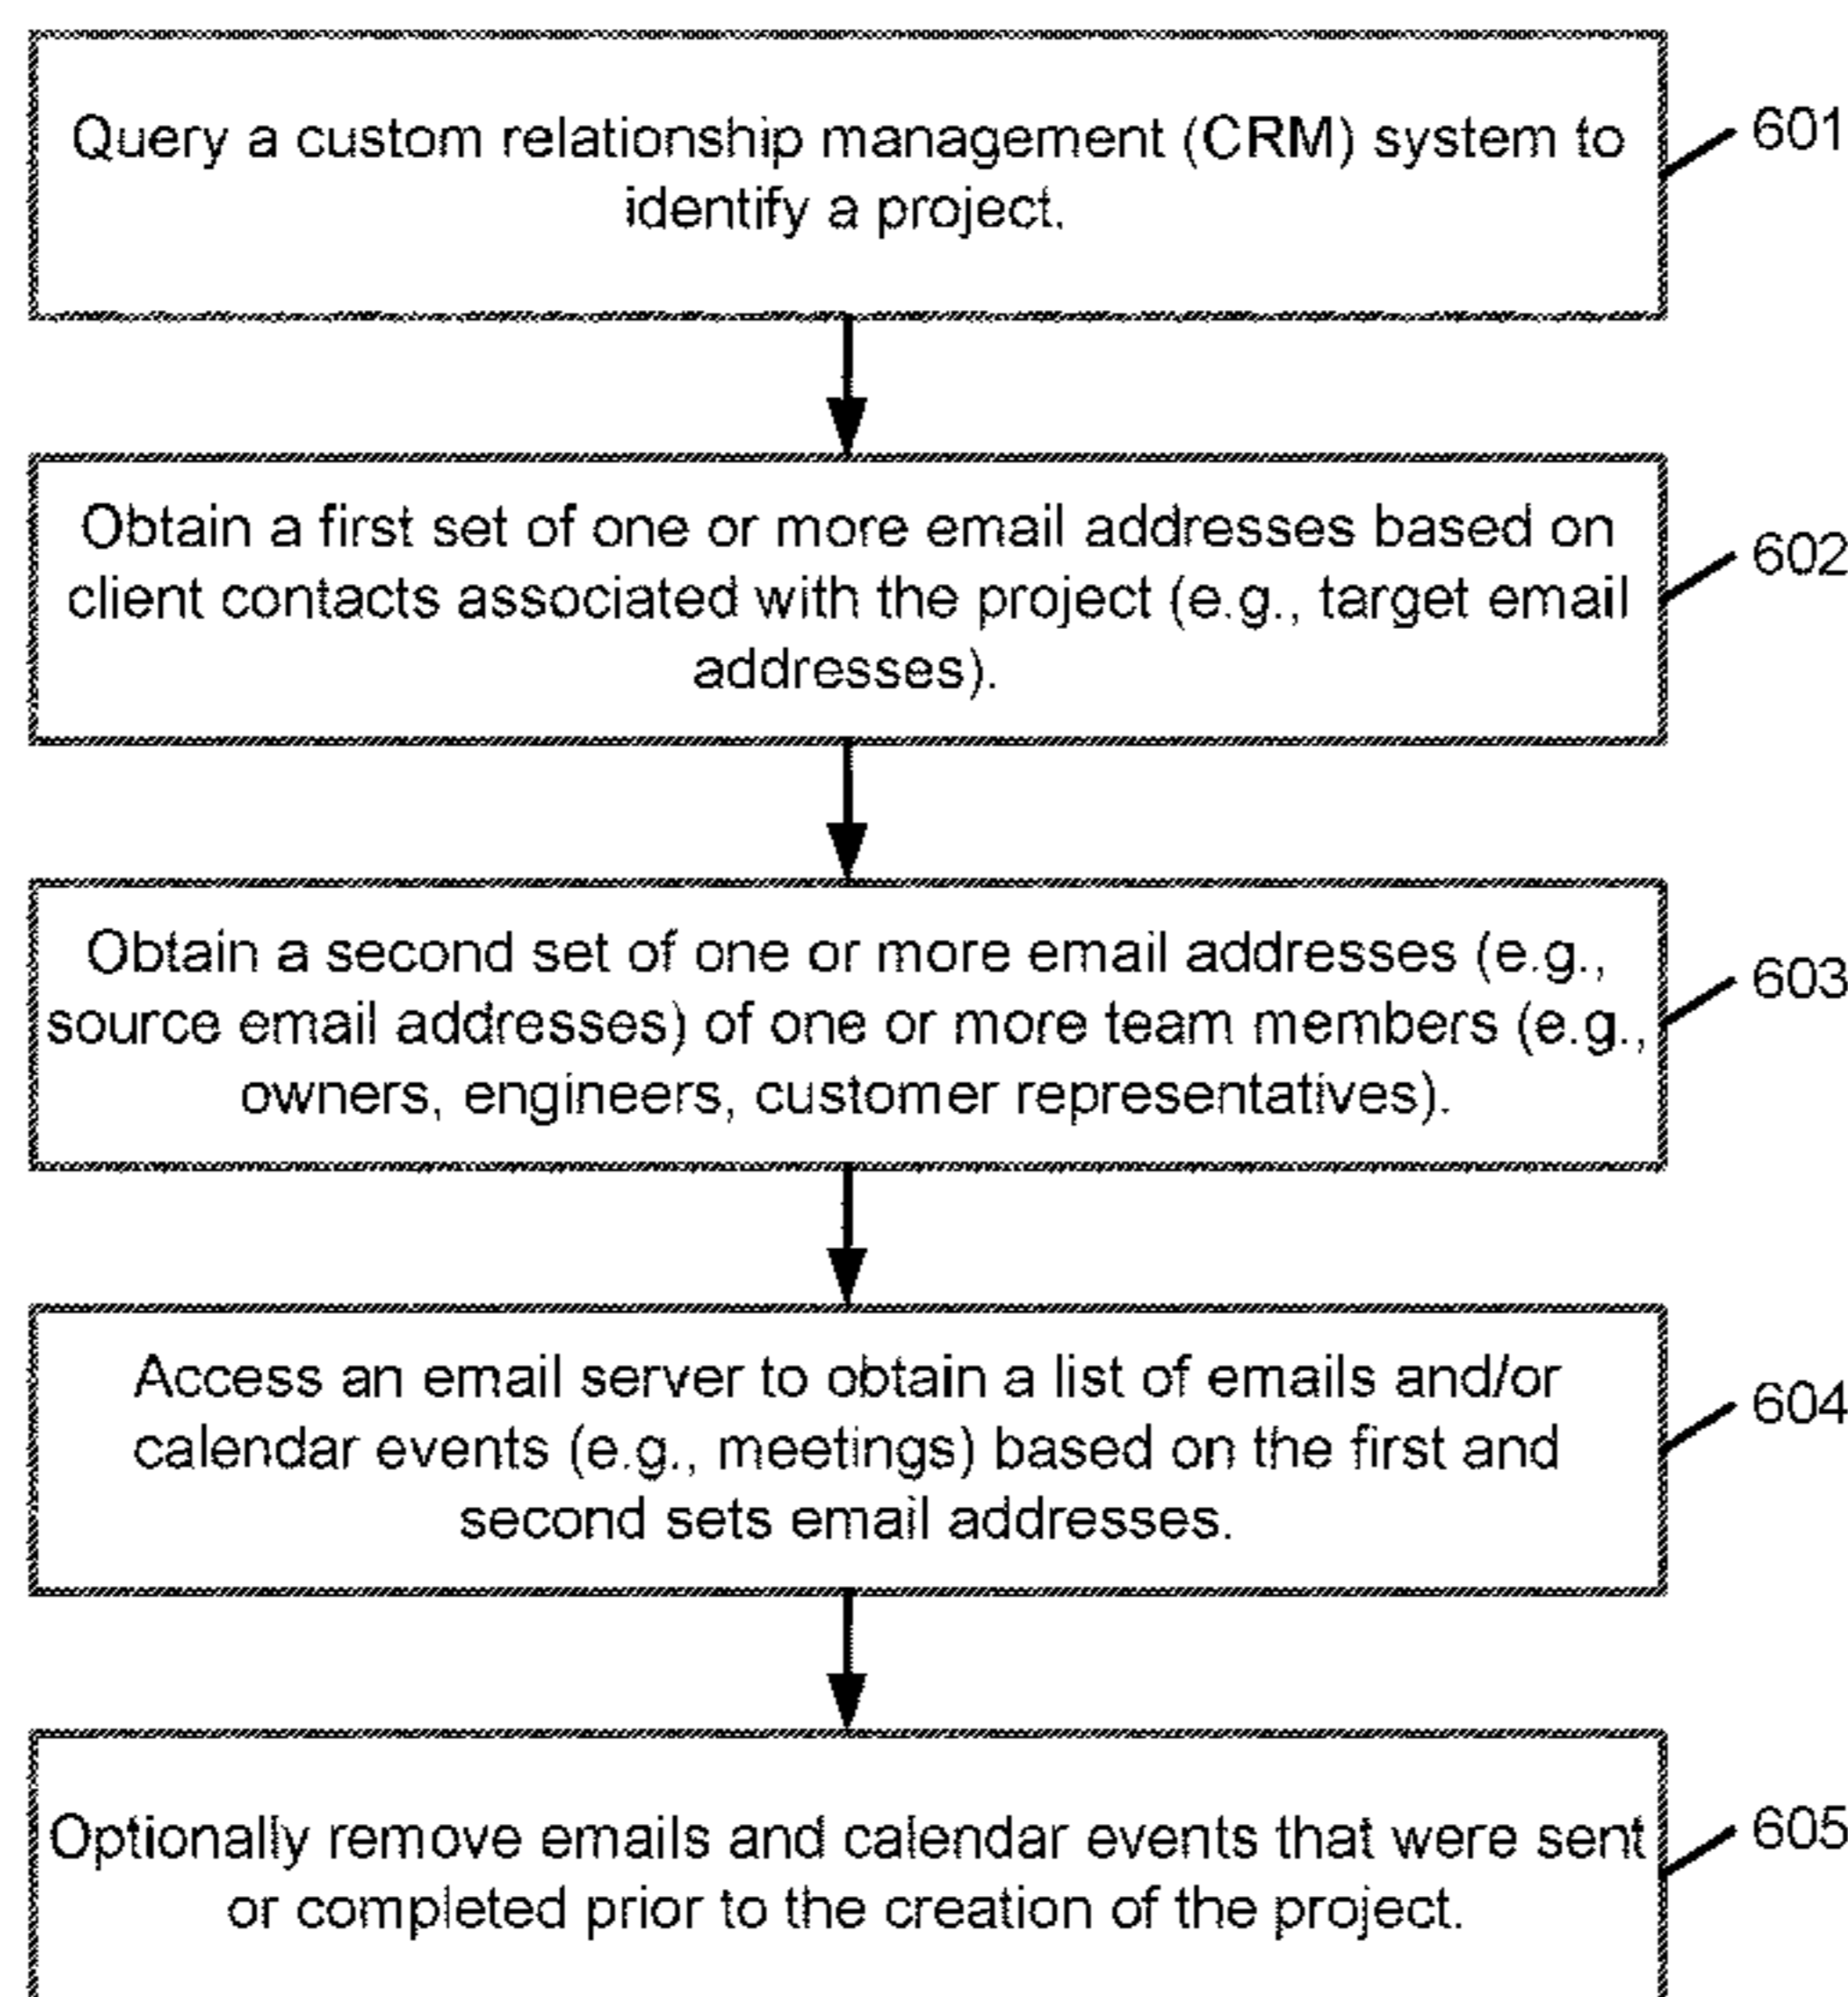 Query a custom relationship management (CRM) system to
identify a project.
601
Obtain a first set of one or more email addresses based on
client contacts associated with the project (e.g., target email
addresses).
602
Obtain a second set of one or more email addresses (e.g.,
source email addresses) of one or more team members (e.g.,
owners, engineers, customer representatives).
603
Access an email server to obtain a list of emails and/or
calendar events (e.g., meetings) based on the first and
second sets email addresses.
604
Optionally remove emails and calendar events that were sent
or completed prior to the creation of the project.
605